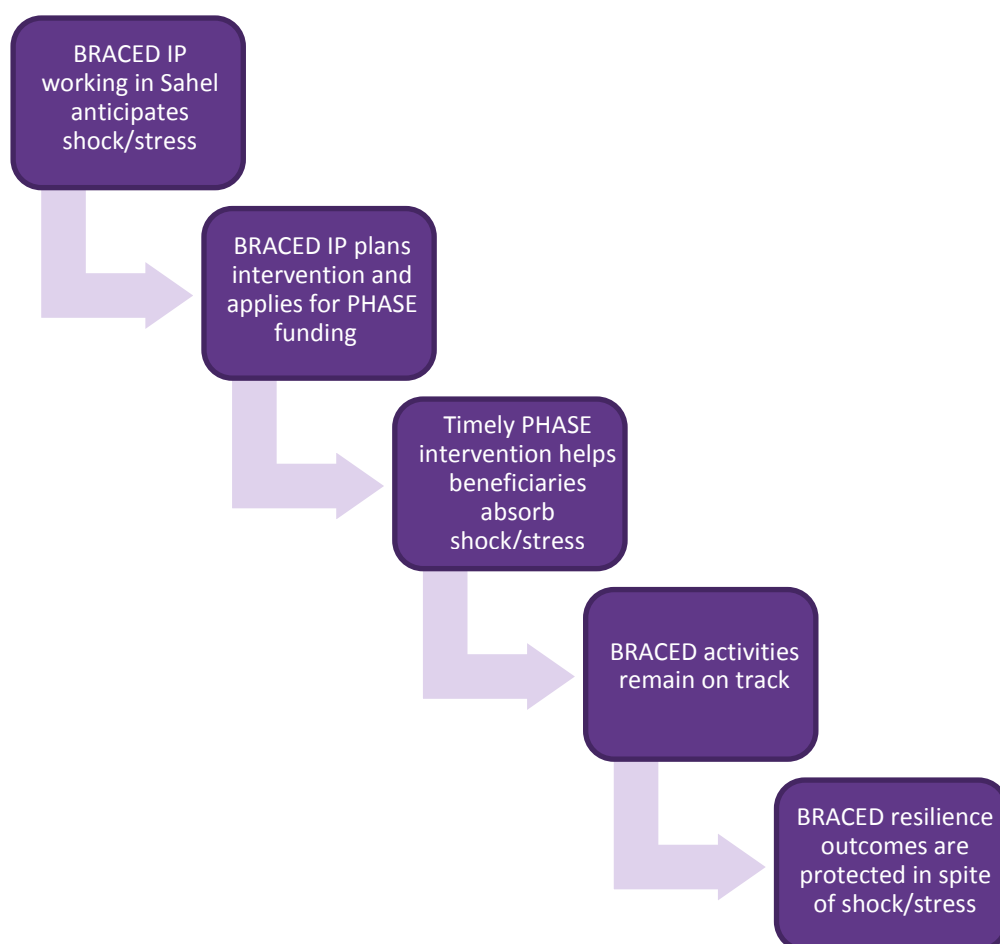 BRACED IP
working in Sahel
anticipates
shock/stress
BRACED IP plans
intervention and
applies for PHASE
funding
Timely PHASE
intervention helps
beneficiaries
absorb
shock/stress
BRACED activities
remain on track
BRACED resilience
outcomes are
protected in spite
of shock/stress